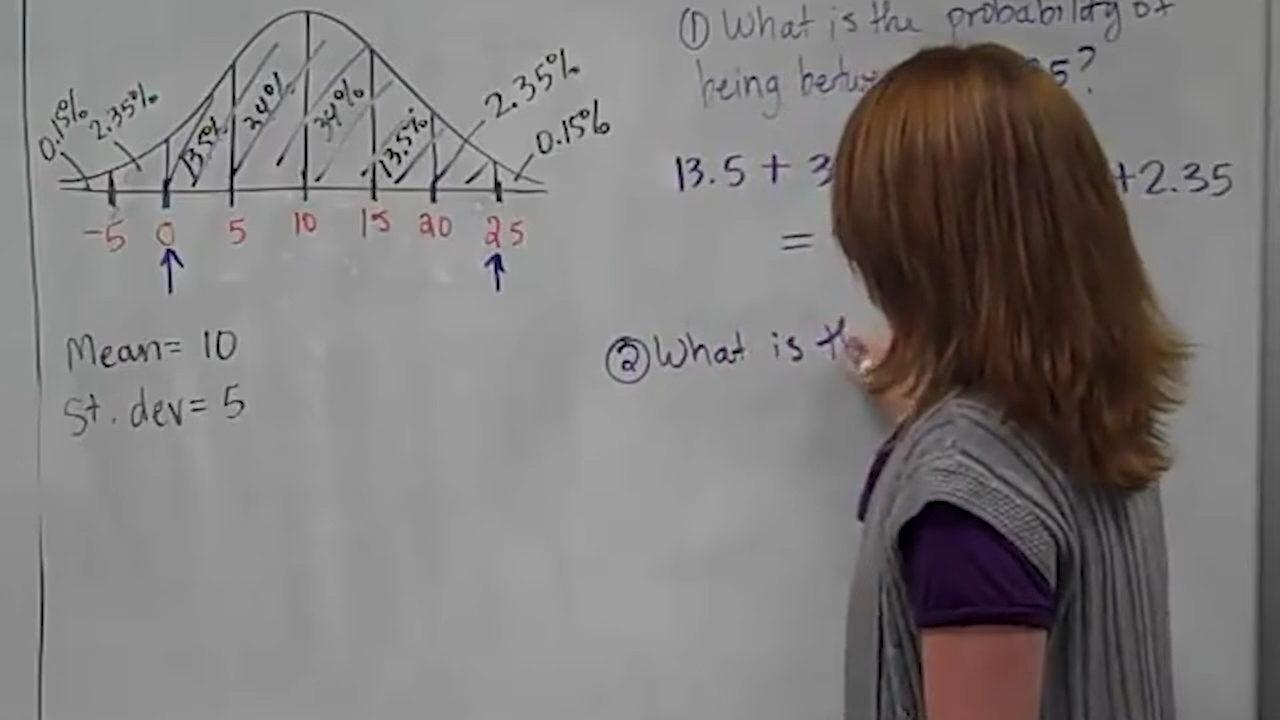 ① What is the probability of
being 5?
0.15% 2.35% 13.5% 34% 34% 13.5% 2.35% 0.15%
13.5 + 3 +2.35
=
-5 0 5 10 15 20 25
② What is
Mean= 10
St. dev= 5